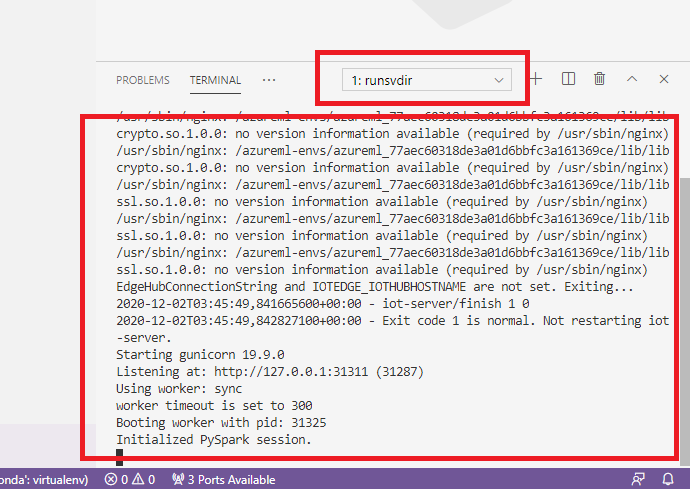 PROBLEMS TERMINAL ... 1: runsvdir
/usr/sbin/nginx: /azureml-envs/azureml_77aec60318de3a01d6bbfc3a161369ce/lib/lib
crypto.so.1.0.0: no version information available (required by /usr/sbin/nginx)
/usr/sbin/nginx: /azureml-envs/azureml_77aec60318de3a01d6bbfc3a161369ce/lib/lib
crypto.so.1.0.0: no version information available (required by /usr/sbin/nginx)
/usr/sbin/nginx: /azureml-envs/azureml_77aec60318de3a01d6bbfc3a161369ce/lib/lib
ssl.so.1.0.0: no version information available (required by /usr/sbin/nginx)
/usr/sbin/nginx: /azureml-envs/azureml_77aec60318de3a01d6bbfc3a161369ce/lib/lib
ssl.so.1.0.0: no version information available (required by /usr/sbin/nginx)
/usr/sbin/nginx: /azureml-envs/azureml_77aec60318de3a01d6bbfc3a161369ce/lib/lib
ssl.so.1.0.0: no version information available (required by /usr/sbin/nginx)
EdgeHubConnectionString and IOTEDGE_IOTHUBHOSTNAME are not set. Exiting...
2020-12-02T03:45:49,841665600+00:00 - iot-server/finish 1 0
2020-12-02T03:45:49,842827100+00:00 - Exit code 1 is normal. Not restarting iot
-server.
Starting gunicorn 19.9.0
Listening at: http://127.0.0.1:31311 (31287)
Using worker: sync
worker timeout is set to 300
Booting worker with pid: 31325
Initialized PySpark session.
onda': virtualenv) 0 0 3 Ports Available